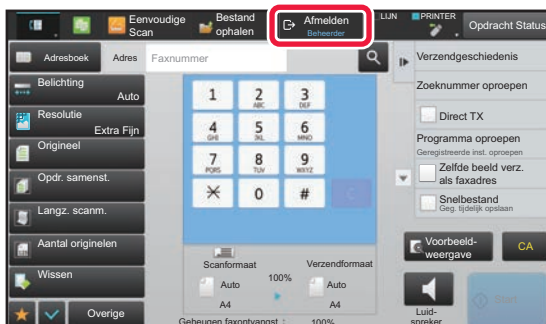 Eenvoudige
Scan
Bestand
ophalen
Afmelden
Beheerder
LIJN
PRINTER
Opdracht Status
Adresboek
Adres
Faxnummer
Verzendgeschiedenis
Belichting
Auto
Zoeknummer oproepen
Resolutie
Extra Fijn
Direct TX
Origineel
Programma oproepen
Geregistreerde inst. oproepen
Opdr. samenst.
Zelfde beeld verz.
als faxadres
Langz. scanm.
Snelbestand
Geg. tijdelijk opslaan
Aantal originelen
Wissen
Overige
1
2
ABC
3
DEF
4
GHI
5
JKL
6
MNO
7
PQRS
8
TUV
9
WXYZ
0
#
C
Scanformaat
Verzendformaat
100%
Auto
Auto
A4
A4
Geheugen faxontvangst : 100%
Voorbeeld-
weergave
CA
Luid-
spreker
Start